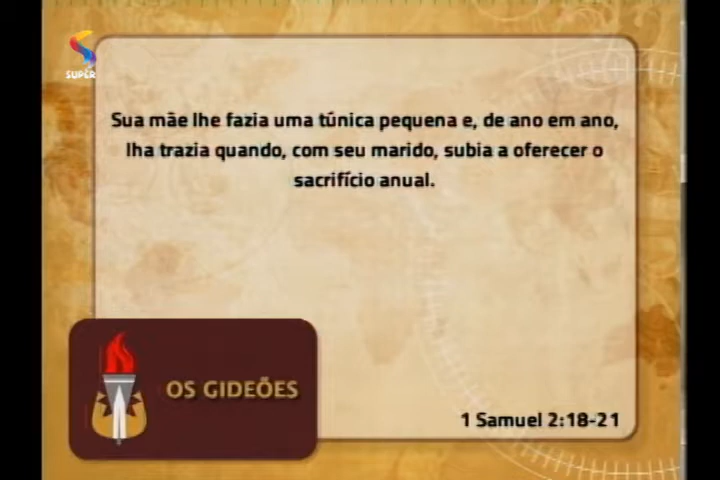 SUPER
Sua mãe lhe fazia uma túnica pequena e, de ano em ano,
lha trazia quando, com seu marido, subia a oferecer o
sacrifício anual.
OS GIDEÕES
1 Samuel 2:18-21